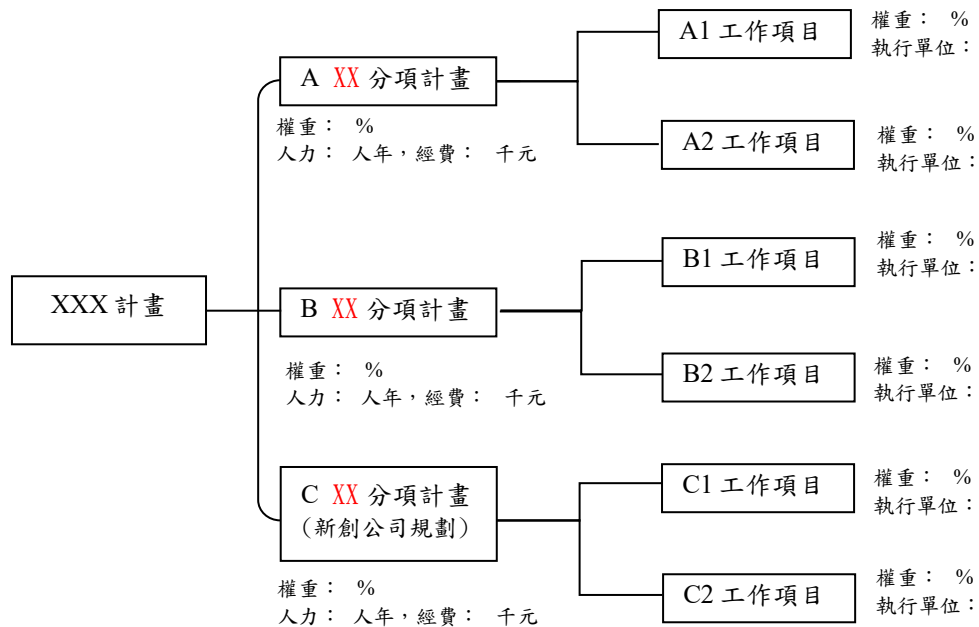 XXX 計畫
A XX 分項計畫
權重： %
人力： 人年，經費： 千元
A1 工作項目
權重： %
執行單位：
A2 工作項目
權重： %
執行單位：
B XX 分項計畫
權重： %
人力： 人年，經費： 千元
B1 工作項目
權重： %
執行單位：
B2 工作項目
權重： %
執行單位：
C XX 分項計畫
（新創公司規劃）
權重： %
人力： 人年，經費： 千元
C1 工作項目
權重： %
執行單位：
C2 工作項目
權重： %
執行單位：